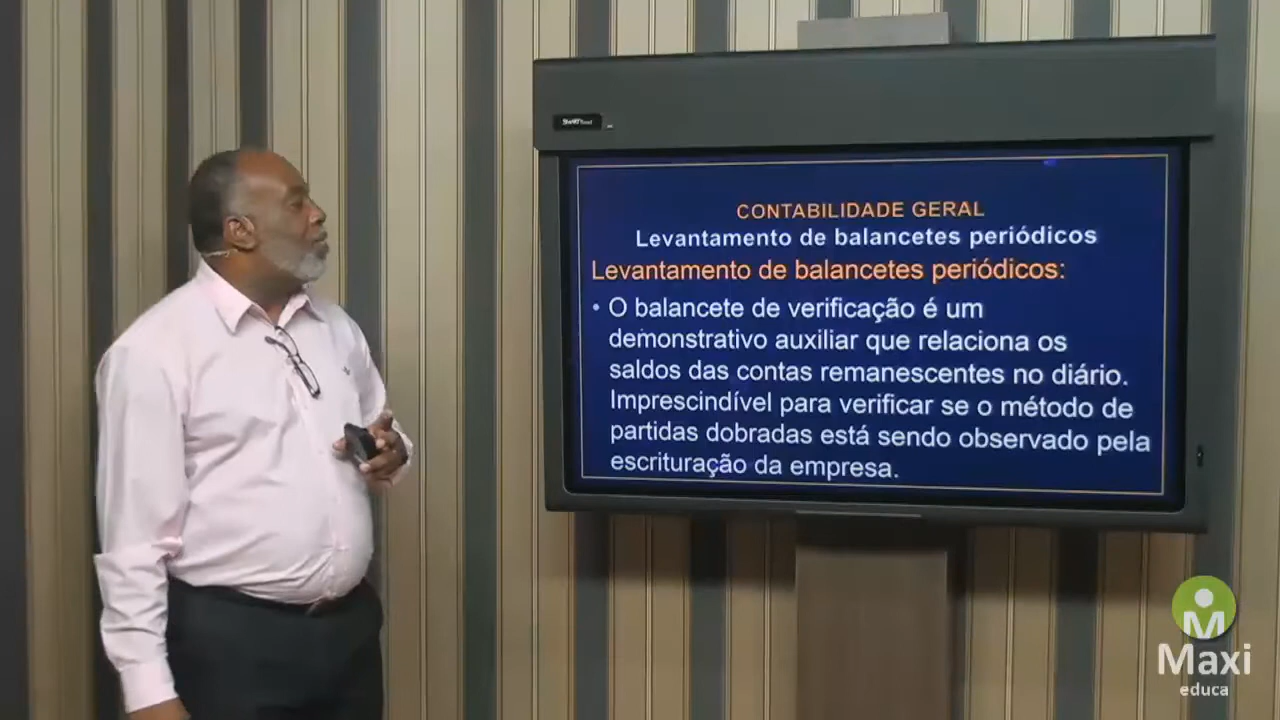 SMART Board
CONTABILIDADE GERAL
Levantamento de balancetes periódicos
Levantamento de balancetes periódicos:
• O balancete de verificação é um
demonstrativo auxiliar que relaciona os
saldos das contas remanescentes no diário.
Imprescindível para verificar se o método de
partidas dobradas está sendo observado pela
escrituração da empresa.
M
Maxi
educa